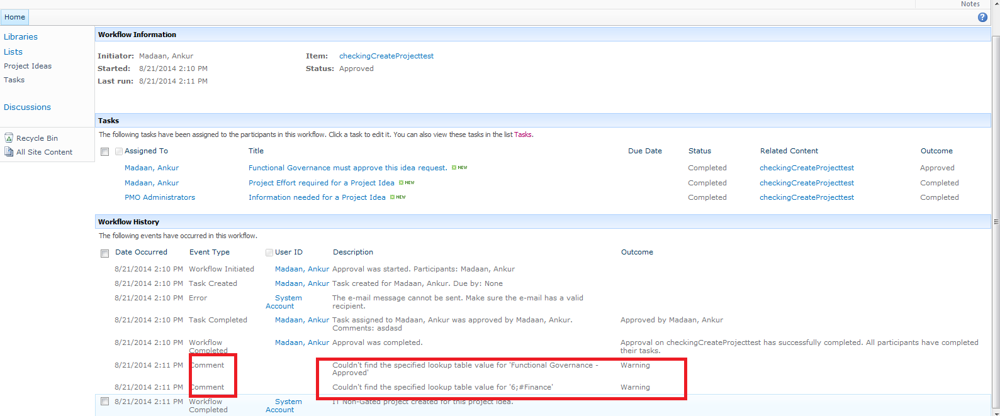 Notes
Home
Libraries
Lists
Project Ideas
Tasks
Discussions
Recycle Bin
All Site Content
Workflow Information
Initiator: Madaan, Ankur Item: checkingCreateProjecttest
Started: 8/21/2014 2:10 PM Status: Approved
Last run: 8/21/2014 2:11 PM
Tasks
The following tasks have been assigned to the participants in this workflow. Click a task to edit it. You can also view these tasks in the list Tasks.
Assigned To Title Due Date Status Related Content Outcome
Madaan, Ankur Functional Governance must approve this idea request. NEW Completed checkingCreateProjecttest Approved
Madaan, Ankur Project Effort required for a Project Idea NEW Completed checkingCreateProjecttest Completed
PMO Administrators Information needed for a Project Idea NEW Completed checkingCreateProjecttest Completed
Workflow History
The following events have occurred in this workflow.
Date Occurred Event Type User ID Description Outcome
8/21/2014 2:10 PM Workflow Initiated Madaan, Ankur Approval was started. Participants: Madaan, Ankur
8/21/2014 2:10 PM Task Created Madaan, Ankur Task created for Madaan, Ankur. Due by: None
8/21/2014 2:10 PM Error System The e-mail message cannot be sent. Make sure the e-mail has a valid
Account recipient.
8/21/2014 2:10 PM Task Completed Madaan, Ankur Task assigned to Madaan, Ankur was approved by Madaan, Ankur. Approved by Madaan, Ankur
Comments: asdasd
8/21/2014 2:10 PM Workflow Madaan, Ankur Approval was completed. Approval on checkingCreateProjecttest has successfully completed. All participants have completed
Completed their tasks.
8/21/2014 2:11 PM Comment Couldn't find the specified lookup table value for 'Functional Governance - Warning
Approved'
8/21/2014 2:11 PM Comment Couldn't find the specified lookup table value for '6;#Finance' Warning
8/21/2014 2:11 PM Workflow System IT Non-Gated project created for this project idea.
Completed Account